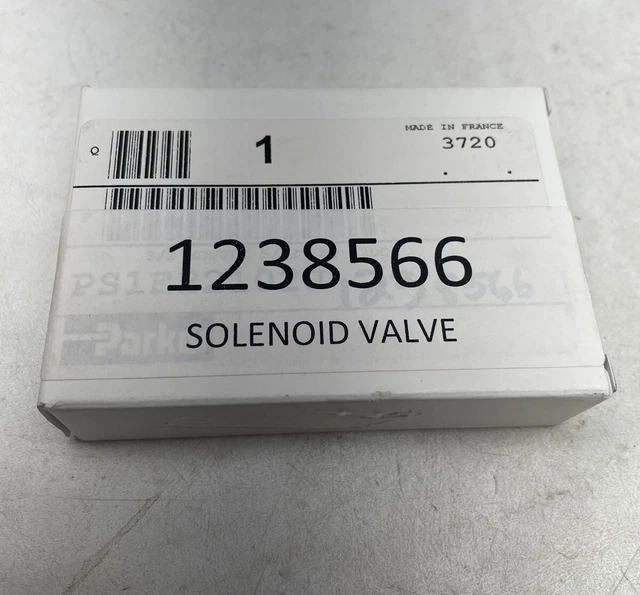 MADE IN FRANCE
Q
1
3720
1238566
SOLENOID VALVE